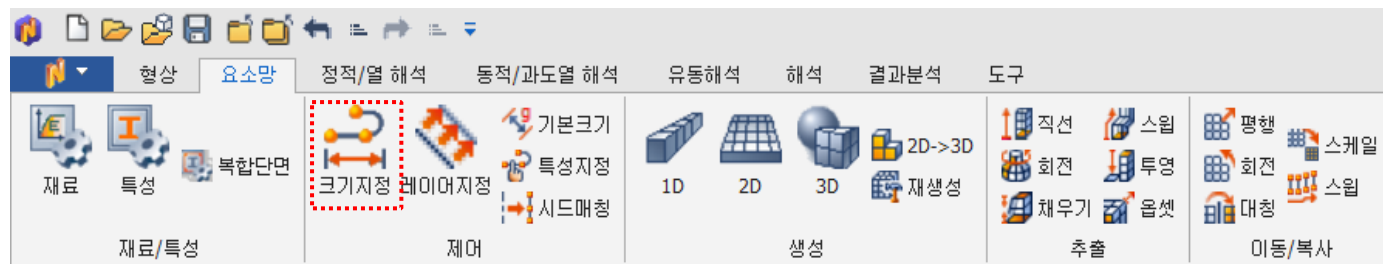 형상 요소망 정적/열 해석 동적/과도열 해석 유동해석 해석 결과분석 도구
재료 특성 복합단면
크기지정 레이어지정 기본크기
특성지정
시드매칭
1D 2D 3D 2D->3D
재생성
직선 스윕
회전 투영
채우기 옵셋
평행 스케일
회전 스윕
대칭
재료/특성 제어 생성 추출 이동/복사